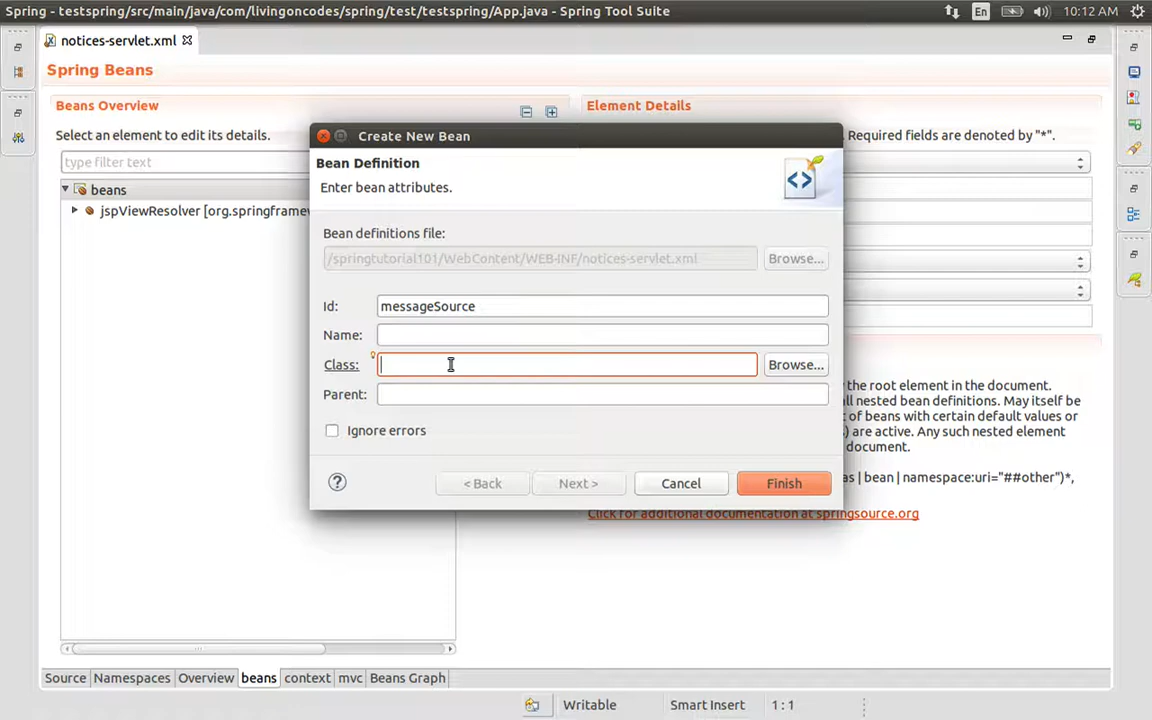 Spring - testspring/src/main/java/com/livingoncodes/spring/test/testspring/App.java - Spring Tool Suite
En
10:12 AM
notices-servlet.xml
Spring Beans
Beans Overview
Element Details
Select an element to edit its details.
Required fields are denoted by "*".
type filter text
beans
jspViewResolver [org.springframew
Create New Bean
Bean Definition
Enter bean attributes.
Bean definitions file:
/springtutorial101/WebContent/WEB-INF/notices-servlet.xml
Browse...
Id:
messageSource
Name:
Class:
Browse...
Parent:
Ignore errors
< Back
Next >
Cancel
Finish
the root element in the document.
ll nested bean definitions. May itself be
t of beans with certain default values or
) are active. Any such nested element
document.
as | bean | namespace:uri="##other")*,
Click for additional documentation at springsource.org
Source
Namespaces
Overview
beans
context
mvc
Beans Graph
Writable
Smart Insert
1 : 1